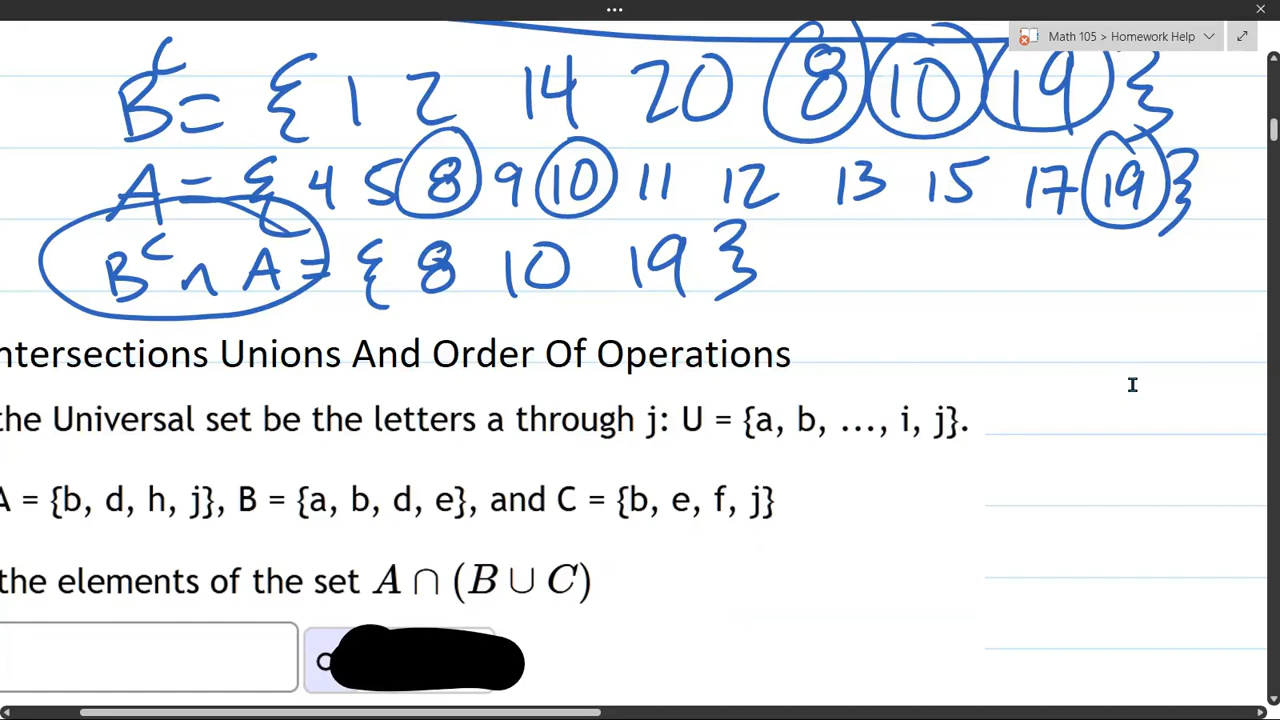 Math 105 > Homework Help
Bᶜ = { 1 2 14 20 8 10 19 }
A = { 4 5 8 9 10 11 12 13 15 17 19 }
Bᶜ ∩ A = { 8 10 19 }
ntersections Unions And Order Of Operations
the Universal set be the letters a through j: U = {a, b, ..., i, j}.
A = {b, d, h, j}, B = {a, b, d, e}, and C = {b, e, f, j}
the elements of the set A ∩ (B ∪ C)